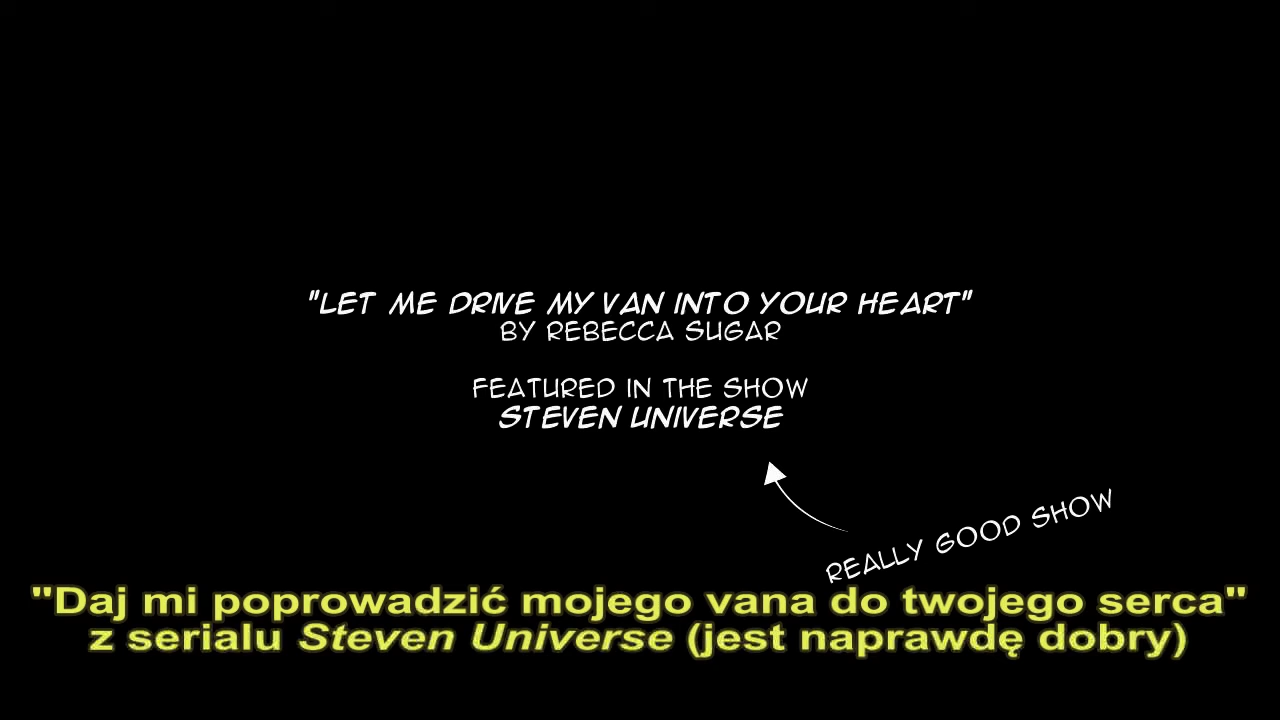 "LET ME DRIVE MY VAN INTO YOUR HEART"
BY REBECCA SUGAR
FEATURED IN THE SHOW
STEVEN UNIVERSE
REALLY GOOD SHOW
"Daj mi poprowadzić mojego vana do twojego serca"
z serialu Steven Universe (jest naprawdę dobry)